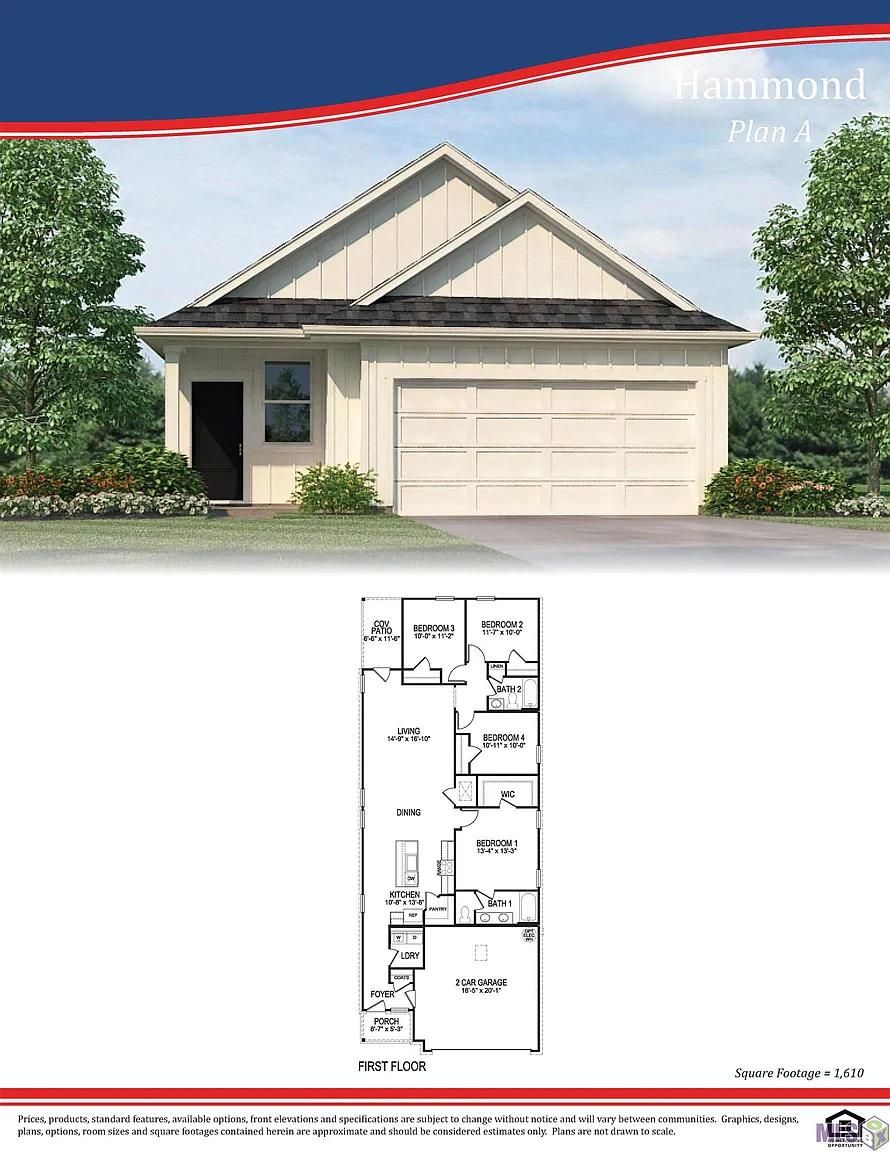 Hammond
Plan A
COV
PATIO
6'-6" x 11'-6"
BEDROOM 3
10'-0" x 11'-2"
BEDROOM 2
11'-7" x 10'-0"
LINEN
BATH 2
LIVING
14'-9" x 16'-10"
BEDROOM 4
10'-11" x 10'-0"
WIC
DINING
BEDROOM 1
13'-4" x 13'-3"
RANGE
DW
KITCHEN
10'-8" x 13'-8"
REF
PANTRY
BATH 1
W D
LDRY
OPT
ELEC
WH
COATS
FOYER
2 CAR GARAGE
18'-5" x 20'-1"
PORCH
8'-7" x 5'-3"
FIRST FLOOR
Square Footage = 1,610
Prices, products, standard features, available options, front elevations and specifications are subject to change without notice and will vary between communities. Graphics, designs,
plans, options, room sizes and square footages contained herein are approximate and should be considered estimates only. Plans are not drawn to scale.
OPPORTUNITY